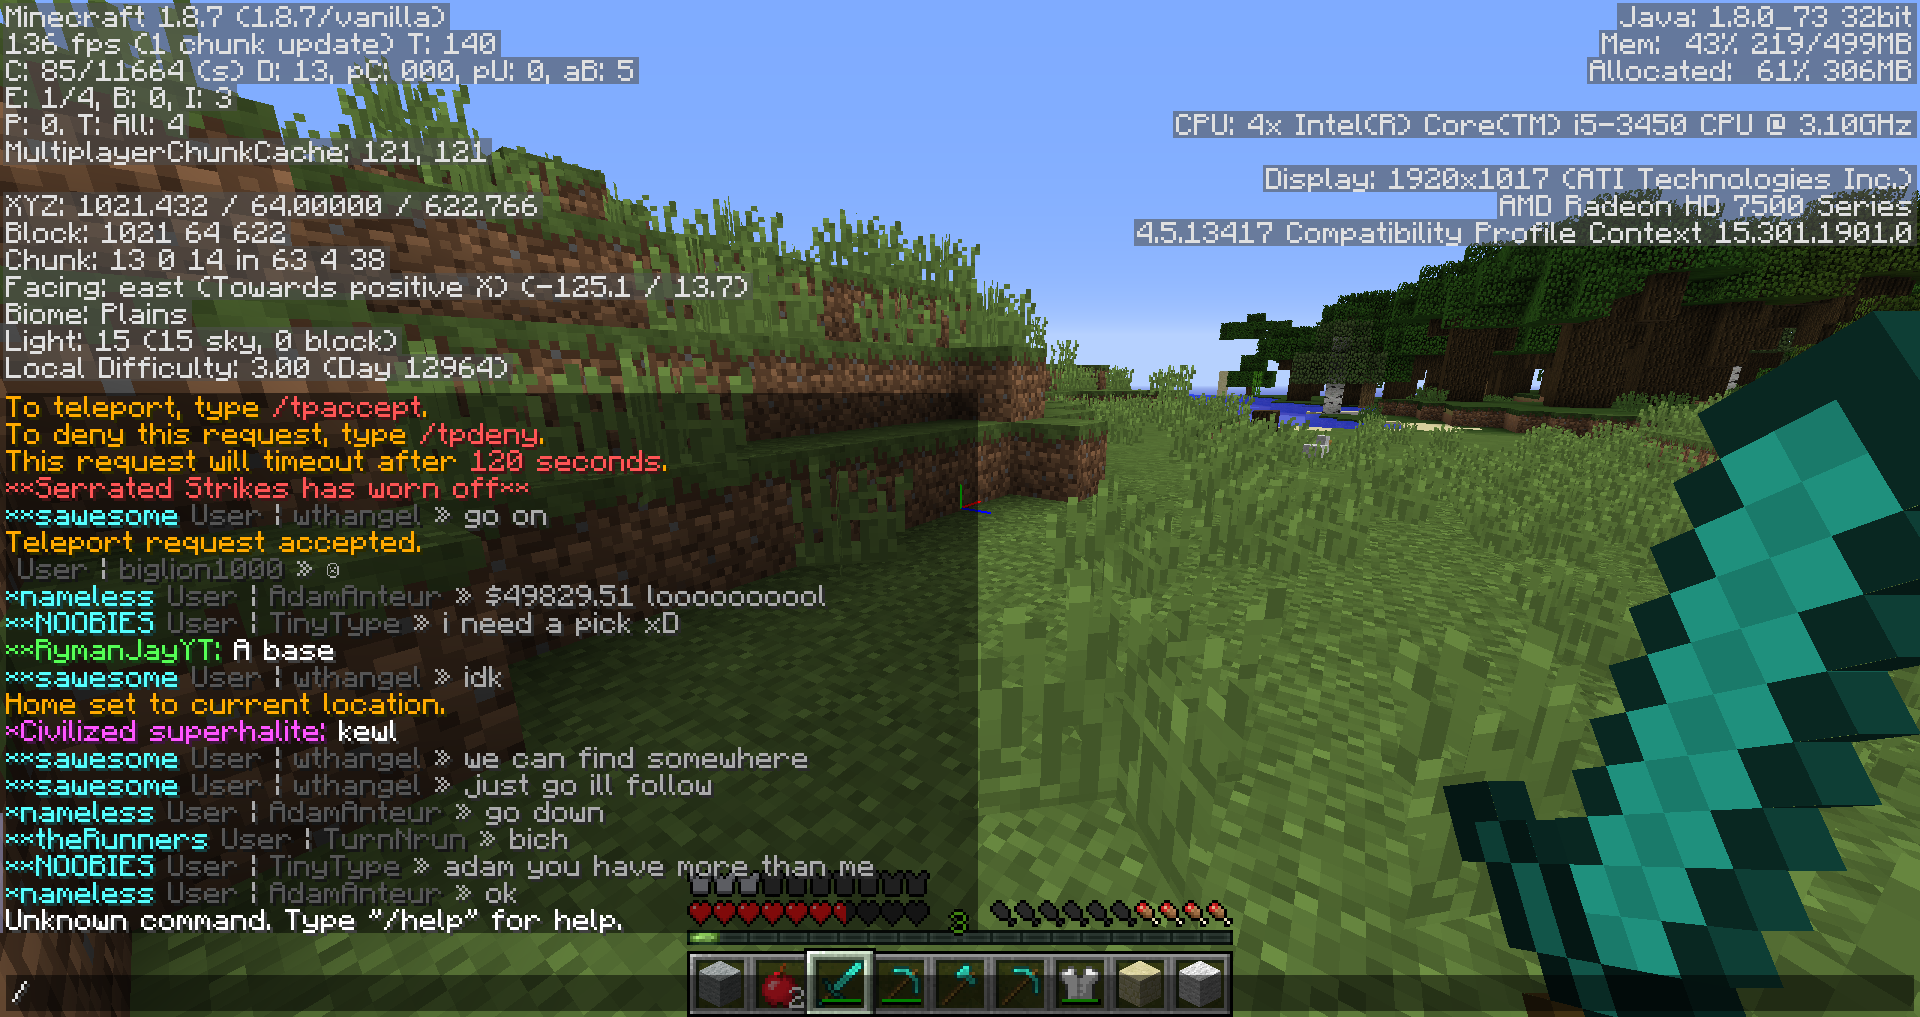 Minecraft 1.8.7 (1.8.7/vanilla)
136 fps (1 chunk update) T: 140
C: 85/11664 (s) D: 13, pC: 000, pU: 0, aB: 5
E: 1/4, B: 0, I: 3
P: 0. T: All: 4
MultiplayerChunkCache: 121, 121
XYZ: 1021.432 / 64.00000 / 622.766
Block: 1021 64 622
Chunk: 13 0 14 in 63 4 38
Facing: east (Towards positive X) (-125.1 / 13.7)
Biome: Plains
Light: 15 (15 sky, 0 block)
Local Difficulty: 3.00 (Day 12964)
Java: 1.8.0_73 32bit
Mem: 43% 219/499MB
Allocated: 61% 306MB
CPU: 4x Intel(R) Core(TM) i5-3450 CPU @ 3.10GHz
Display: 1920x1017 (ATI Technologies Inc.)
AMD Radeon HD 7500 Series
4.5.13417 Compatibility Profile Context 15.301.1901.0
To teleport, type /tpaccept.
To deny this request, type /tpdeny.
This request will timeout after 120 seconds.
**Serrated Strikes has worn off**
**sawesome User ¦ wthangel » go on
Teleport request accepted.
User ¦ biglion1000 » ☹
*nameless User ¦ AdamAnteur » $49829.51 looooooooool
**NOOBIES User ¦ TinyType » i need a pick xD
**RymanJayYT: A base
**sawesome User ¦ wthangel » idk
Home set to current location.
*Civilized superhalite: kewl
**sawesome User ¦ wthangel » we can find somewhere
**sawesome User ¦ wthangel » just go ill follow
*nameless User ¦ AdamAnteur » go down
**theRunners User ¦ TurnNrun » bich
**NOOBIES User ¦ TinyType » adam you have more than me
*nameless User ¦ AdamAnteur » ok
Unknown command. Type "/help" for help.
8
2
/